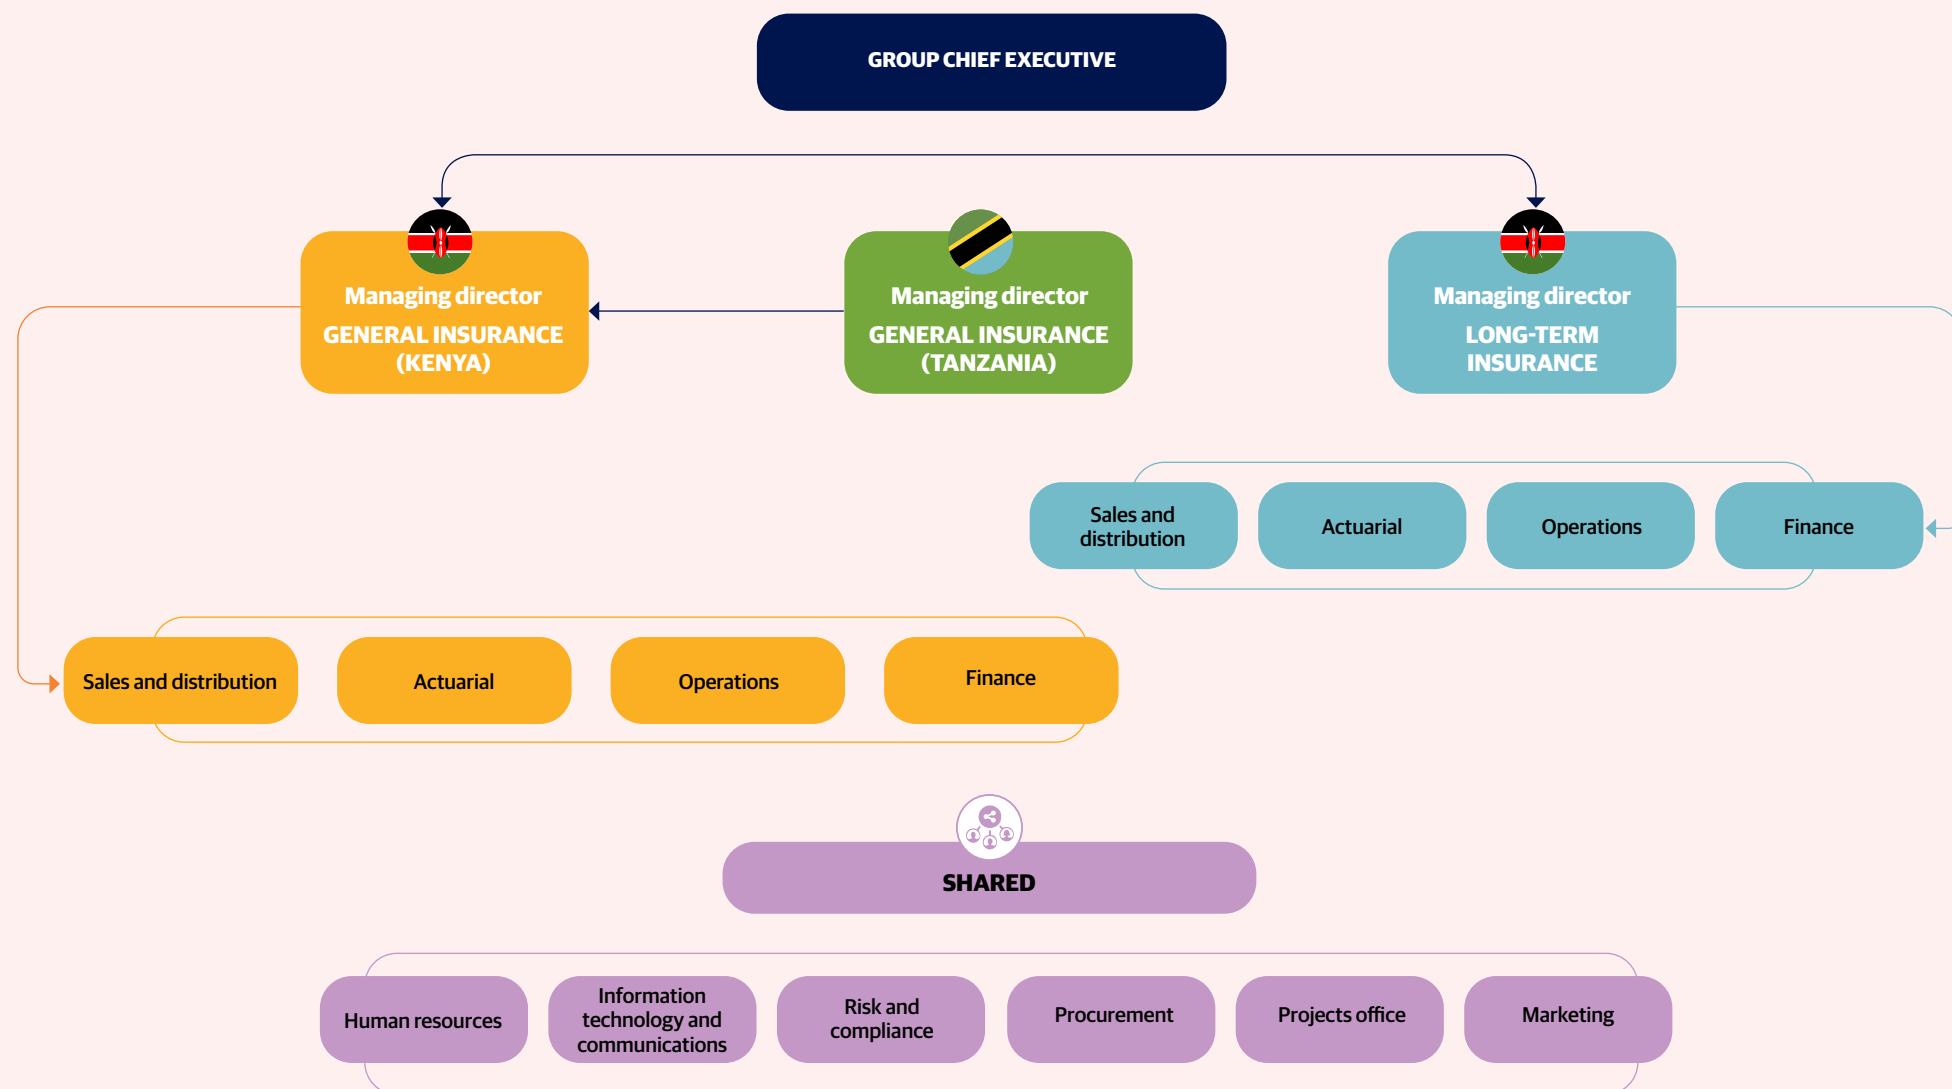 GROUP CHIEF EXECUTIVE
Managing director
GENERAL INSURANCE
(KENYA)
Managing director
GENERAL INSURANCE
(TANZANIA)
Managing director
LONG-TERM
INSURANCE
Sales and
distribution
Actuarial
Operations
Finance
Sales and distribution
Actuarial
Operations
Finance
SHARED
Human resources
Information
technology and
communications
Risk and
compliance
Procurement
Projects office
Marketing